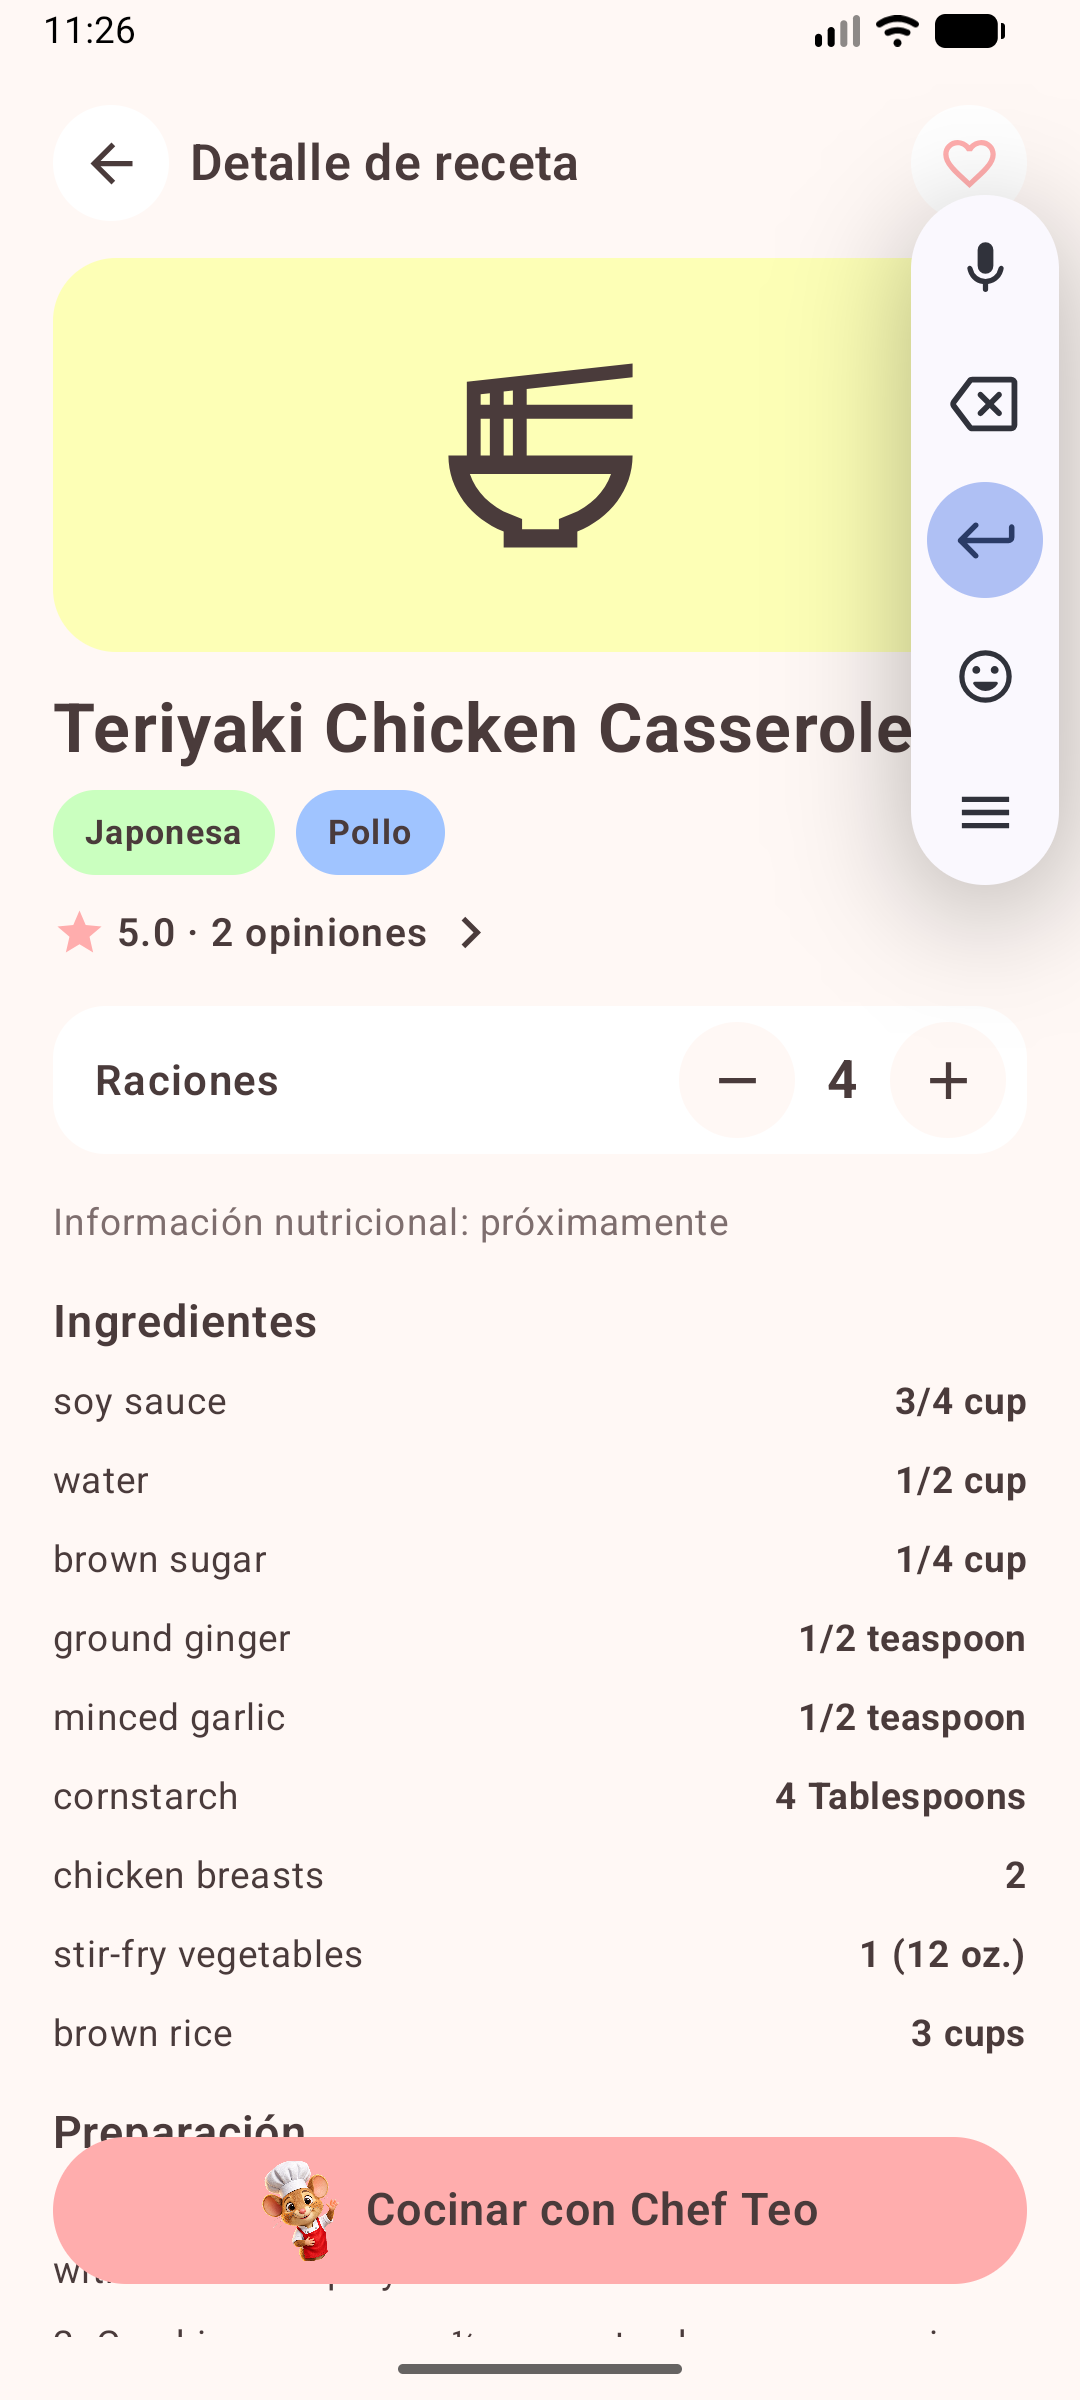 11:26
Detalle de receta
Teriyaki Chicken Casserole
Japonesa Pollo
5.0 · 2 opiniones
Raciones 4
Información nutricional: próximamente
Ingredientes
soy sauce 3/4 cup
water 1/2 cup
brown sugar 1/4 cup
ground ginger 1/2 teaspoon
minced garlic 1/2 teaspoon
cornstarch 4 Tablespoons
chicken breasts 2
stir-fry vegetables 1 (12 oz.)
brown rice 3 cups
Preparación
Cocinar con Chef Teo